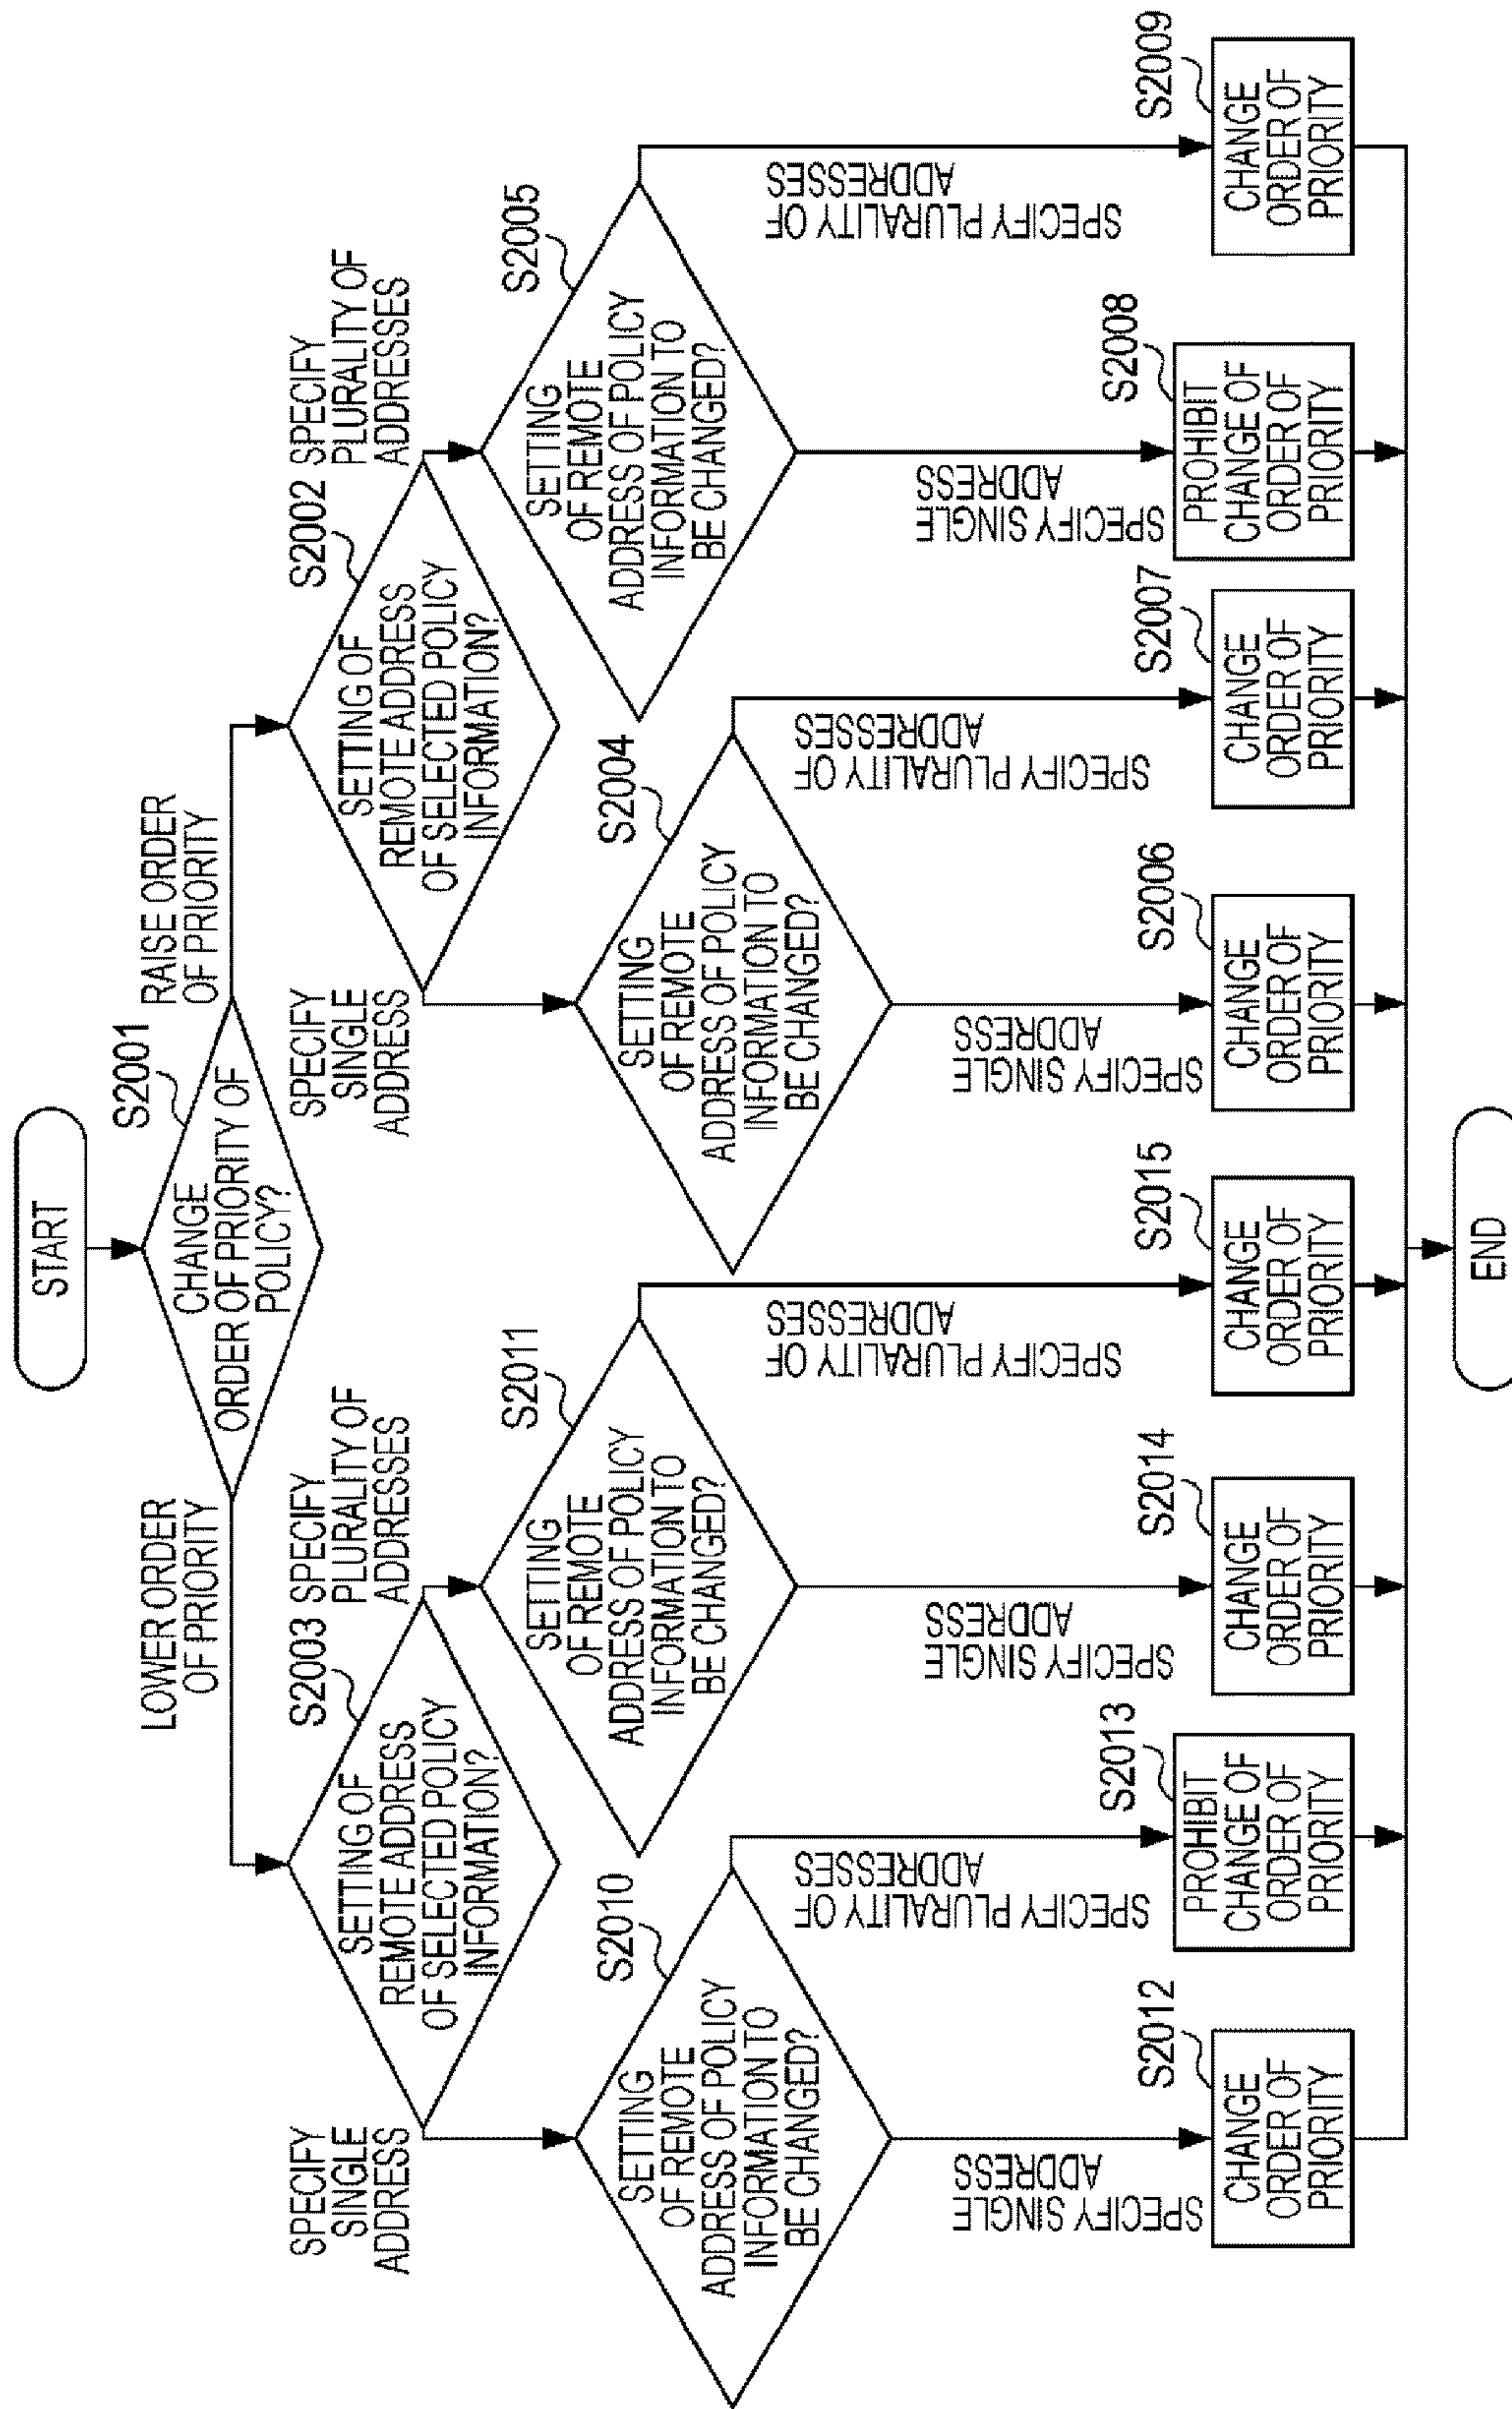 START
S2001
CHANGE
ORDER OF PRIORITY OF
POLICY?
LOWER ORDER
OF PRIORITY
RAISE ORDER
OF PRIORITY
S2003
SETTING OF
REMOTE ADDRESS
OF SELECTED POLICY
INFORMATION?
SPECIFY
SINGLE
ADDRESS
SPECIFY
PLURALITY OF
ADDRESSES
S2002
SETTING OF
REMOTE ADDRESS
OF SELECTED POLICY
INFORMATION?
SPECIFY
SINGLE
ADDRESS
SPECIFY
PLURALITY OF
ADDRESSES
S2010
SETTING
OF REMOTE
ADDRESS OF POLICY
INFORMATION TO
BE CHANGED?
S2011
SETTING
OF REMOTE
ADDRESS OF POLICY
INFORMATION TO
BE CHANGED?
S2004
SETTING
OF REMOTE
ADDRESS OF POLICY
INFORMATION TO
BE CHANGED?
S2005
SETTING
OF REMOTE
ADDRESS OF POLICY
INFORMATION TO
BE CHANGED?
SPECIFY SINGLE
ADDRESS
SPECIFY PLURALITY OF
ADDRESSES
SPECIFY SINGLE
ADDRESS
SPECIFY PLURALITY OF
ADDRESSES
SPECIFY SINGLE
ADDRESS
SPECIFY PLURALITY OF
ADDRESSES
SPECIFY SINGLE
ADDRESS
SPECIFY PLURALITY OF
ADDRESSES
S2012
CHANGE
ORDER OF
PRIORITY
S2013
PROHIBIT
CHANGE OF
ORDER OF
PRIORITY
S2014
CHANGE
ORDER OF
PRIORITY
S2015
CHANGE
ORDER OF
PRIORITY
S2006
CHANGE
ORDER OF
PRIORITY
S2007
CHANGE
ORDER OF
PRIORITY
S2008
PROHIBIT
CHANGE OF
ORDER OF
PRIORITY
S2009
CHANGE
ORDER OF
PRIORITY
END